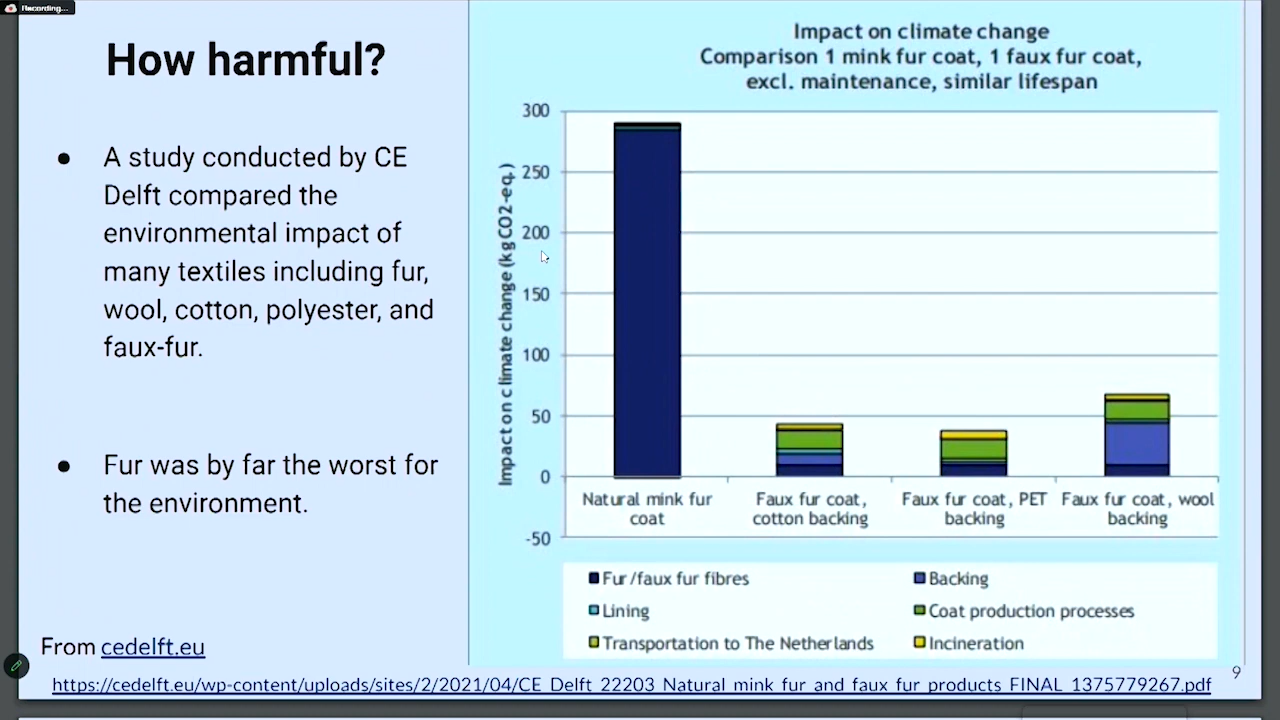 Recording...
How harmful?
● A study conducted by CE
Delft compared the
environmental impact of
many textiles including fur,
wool, cotton, polyester, and
faux-fur.
● Fur was by far the worst for
the environment.
From cedelft.eu
Impact on climate change
Comparison 1 mink fur coat, 1 faux fur coat,
excl. maintenance, similar lifespan
Impact on climate change (kg CO2-eq.)
300
250
200
150
100
50
0
-50
Natural mink fur
coat
Faux fur coat,
cotton backing
Faux fur coat, PET
backing
Faux fur coat, wool
backing
Fur/faux fur fibres
Backing
Lining
Coat production processes
Transportation to The Netherlands
Incineration
https://cedelft.eu/wp-content/uploads/sites/2/2021/04/CE_Delft_22203_Natural_mink_fur_and_faux_fur_products_FINAL_1375779267.pdf
9